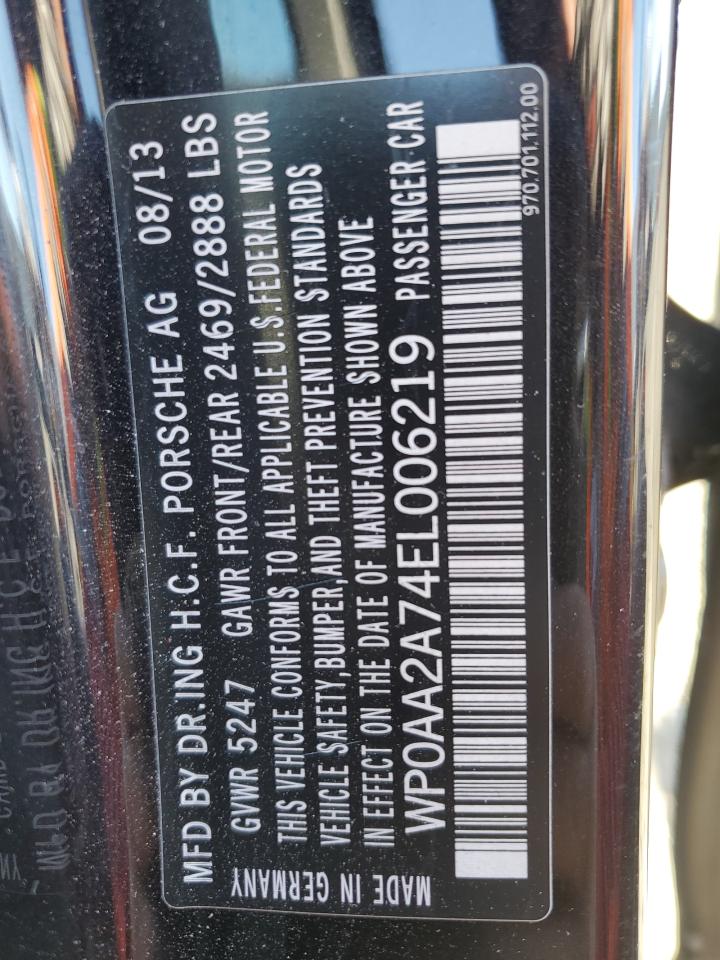 MFD BY DR.ING H.C.F. PORSCHE AG 08/13
GVWR 5247 GAWR FRONT/REAR 2469/2888 LBS
THIS VEHICLE CONFORMS TO ALL APPLICABLE U.S.FEDERAL MOTOR
VEHICLE SAFETY,BUMPER,AND THEFT PREVENTION STANDARDS
IN EFFECT ON THE DATE OF MANUFACTURE SHOWN ABOVE
WP0AA2A74EL006219 PASSENGER CAR
970.701.112.00
MADE IN GERMANY